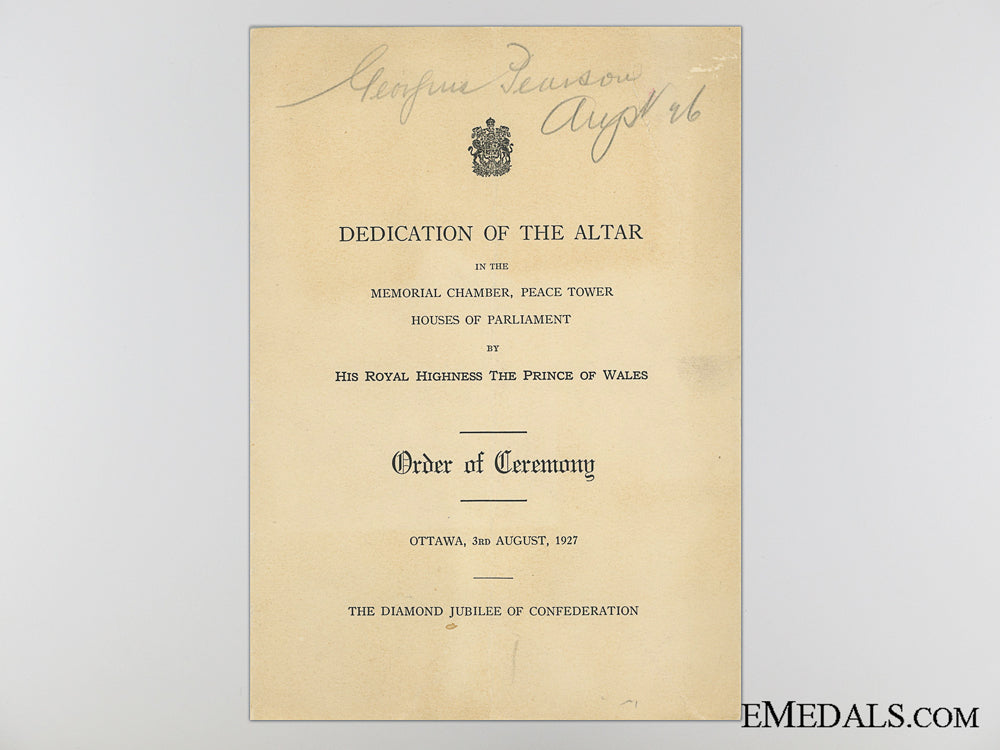 Georgina Pearson
Aug
DEDICATION OF THE ALTAR
IN THE
MEMORIAL CHAMBER, PEACE TOWER
HOUSES OF PARLIAMENT
BY
HIS ROYAL HIGHNESS THE PRINCE OF WALES
Order of Ceremony
OTTAWA, 3RD AUGUST, 1927
THE DIAMOND JUBILEE OF CONFEDERATION
EMEDALS.COM